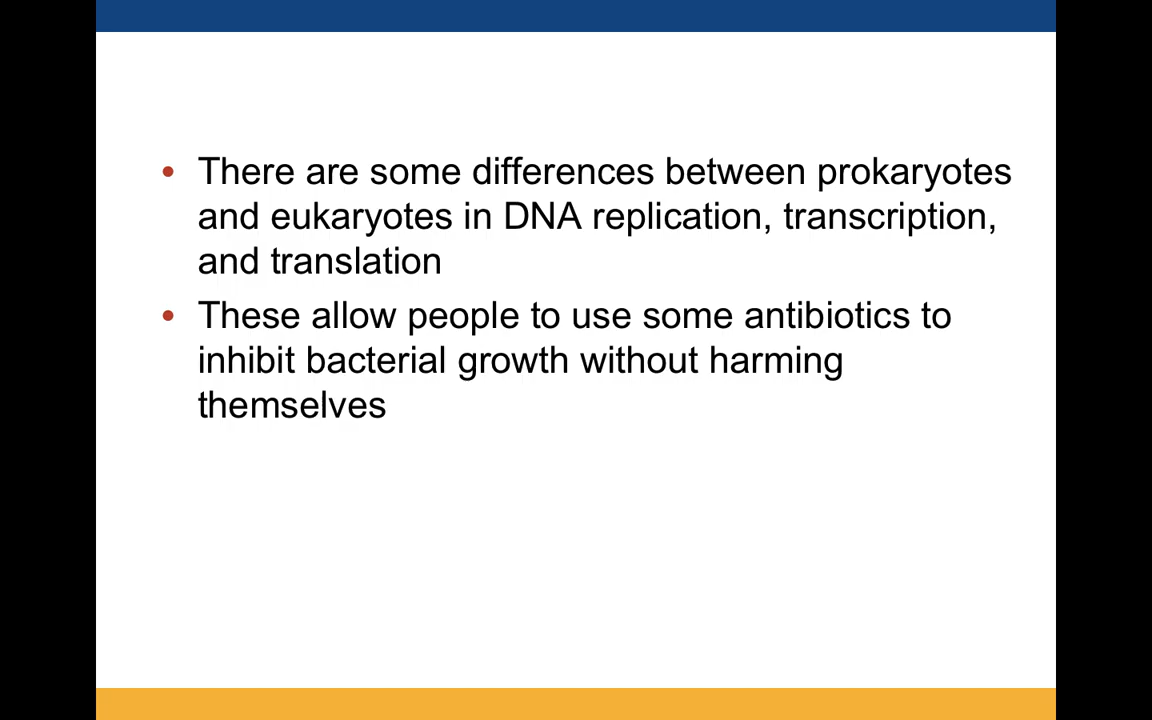 • There are some differences between prokaryotes
and eukaryotes in DNA replication, transcription,
and translation
• These allow people to use some antibiotics to
inhibit bacterial growth without harming
themselves